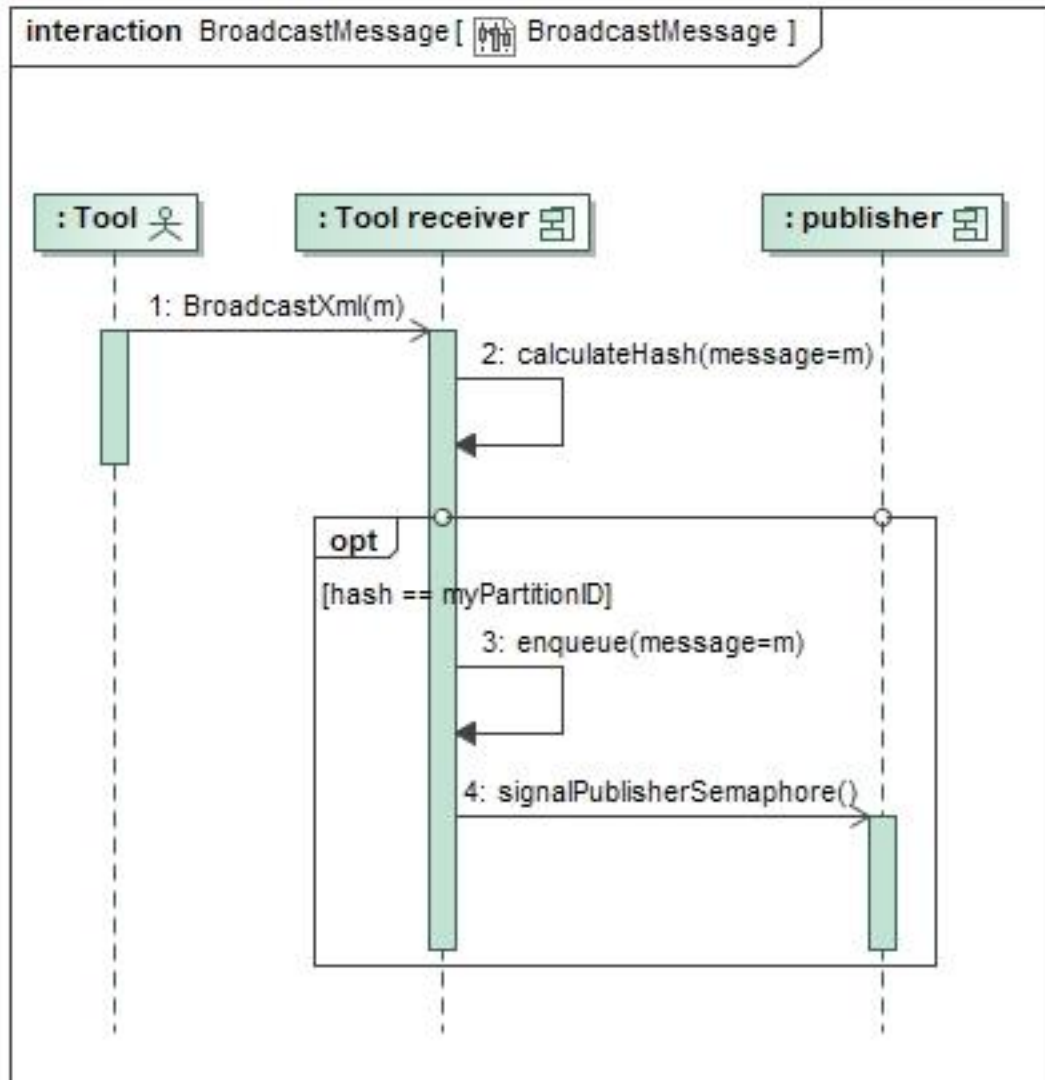 interaction BroadcastMessage[ BroadcastMessage ]
: Tool
: Tool receiver
: publisher
1: BroadcastXml(m)
2: calculateHash(message=m)
opt
[hash == myPartitionID]
3: enqueue(message=m)
4: signalPublisherSemaphore()